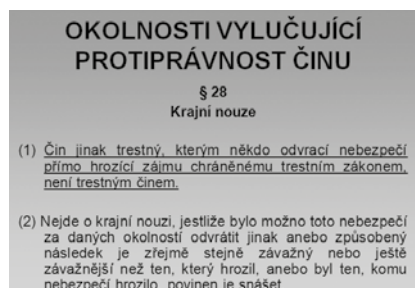 OKOLNOSTI VYLUČUJÍCÍ
PROTIPRÁVNOST ČINU
§ 28
Krajní nouze
(1) Čin jinak trestný, kterým někdo odvrací nebezpečí
přímo hrozící zájmu chráněnému trestním zákonem,
není trestným činem.
(2) Nejde o krajní nouzi, jestliže bylo možno toto nebezpečí
za daných okolností odvrátit jinak anebo způsobený
následek je zřejmě stejně závažný nebo ještě
závažnější než ten, který hrozil, anebo byl ten, komu
nebezpečí hrozilo, povinen je snášet.